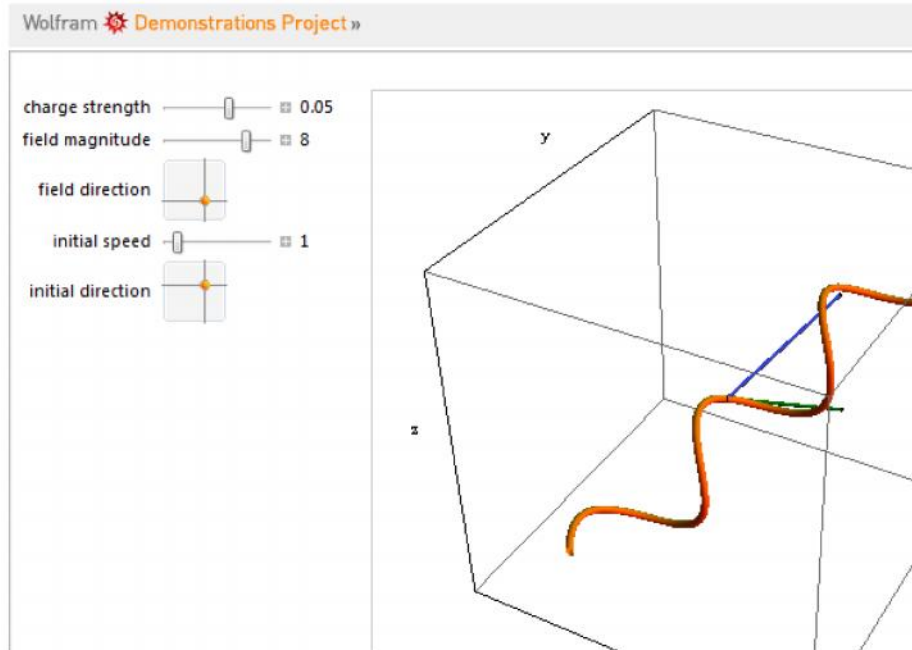 Wolfram Demonstrations Project »
charge strength 0.05
field magnitude 8
field direction
initial speed 1
initial direction
y
z